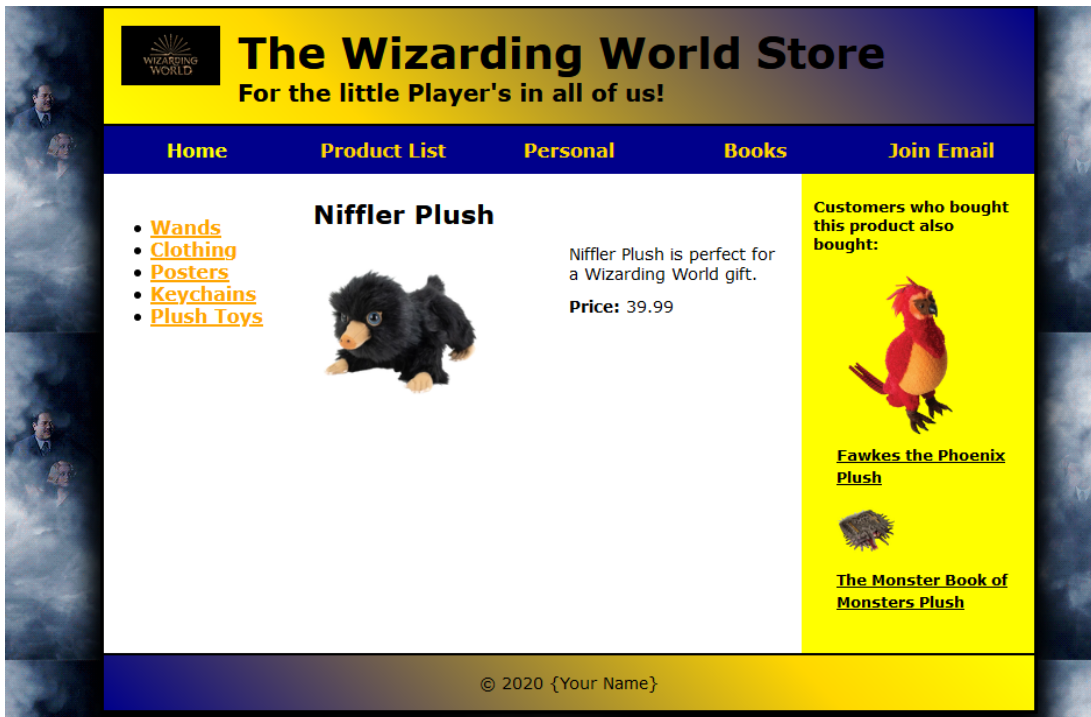 WIZARDING
WORLD
The Wizarding World Store
For the little Player's in all of us!
Home Product List Personal Books Join Email
Wands
Clothing
Posters
Keychains
Plush Toys
Niffler Plush
Niffler Plush is perfect for
a Wizarding World gift.
Price: 39.99
Customers who bought
this product also
bought:
Fawkes the Phoenix
Plush
The Monster Book of
Monsters Plush
© 2020 {Your Name}